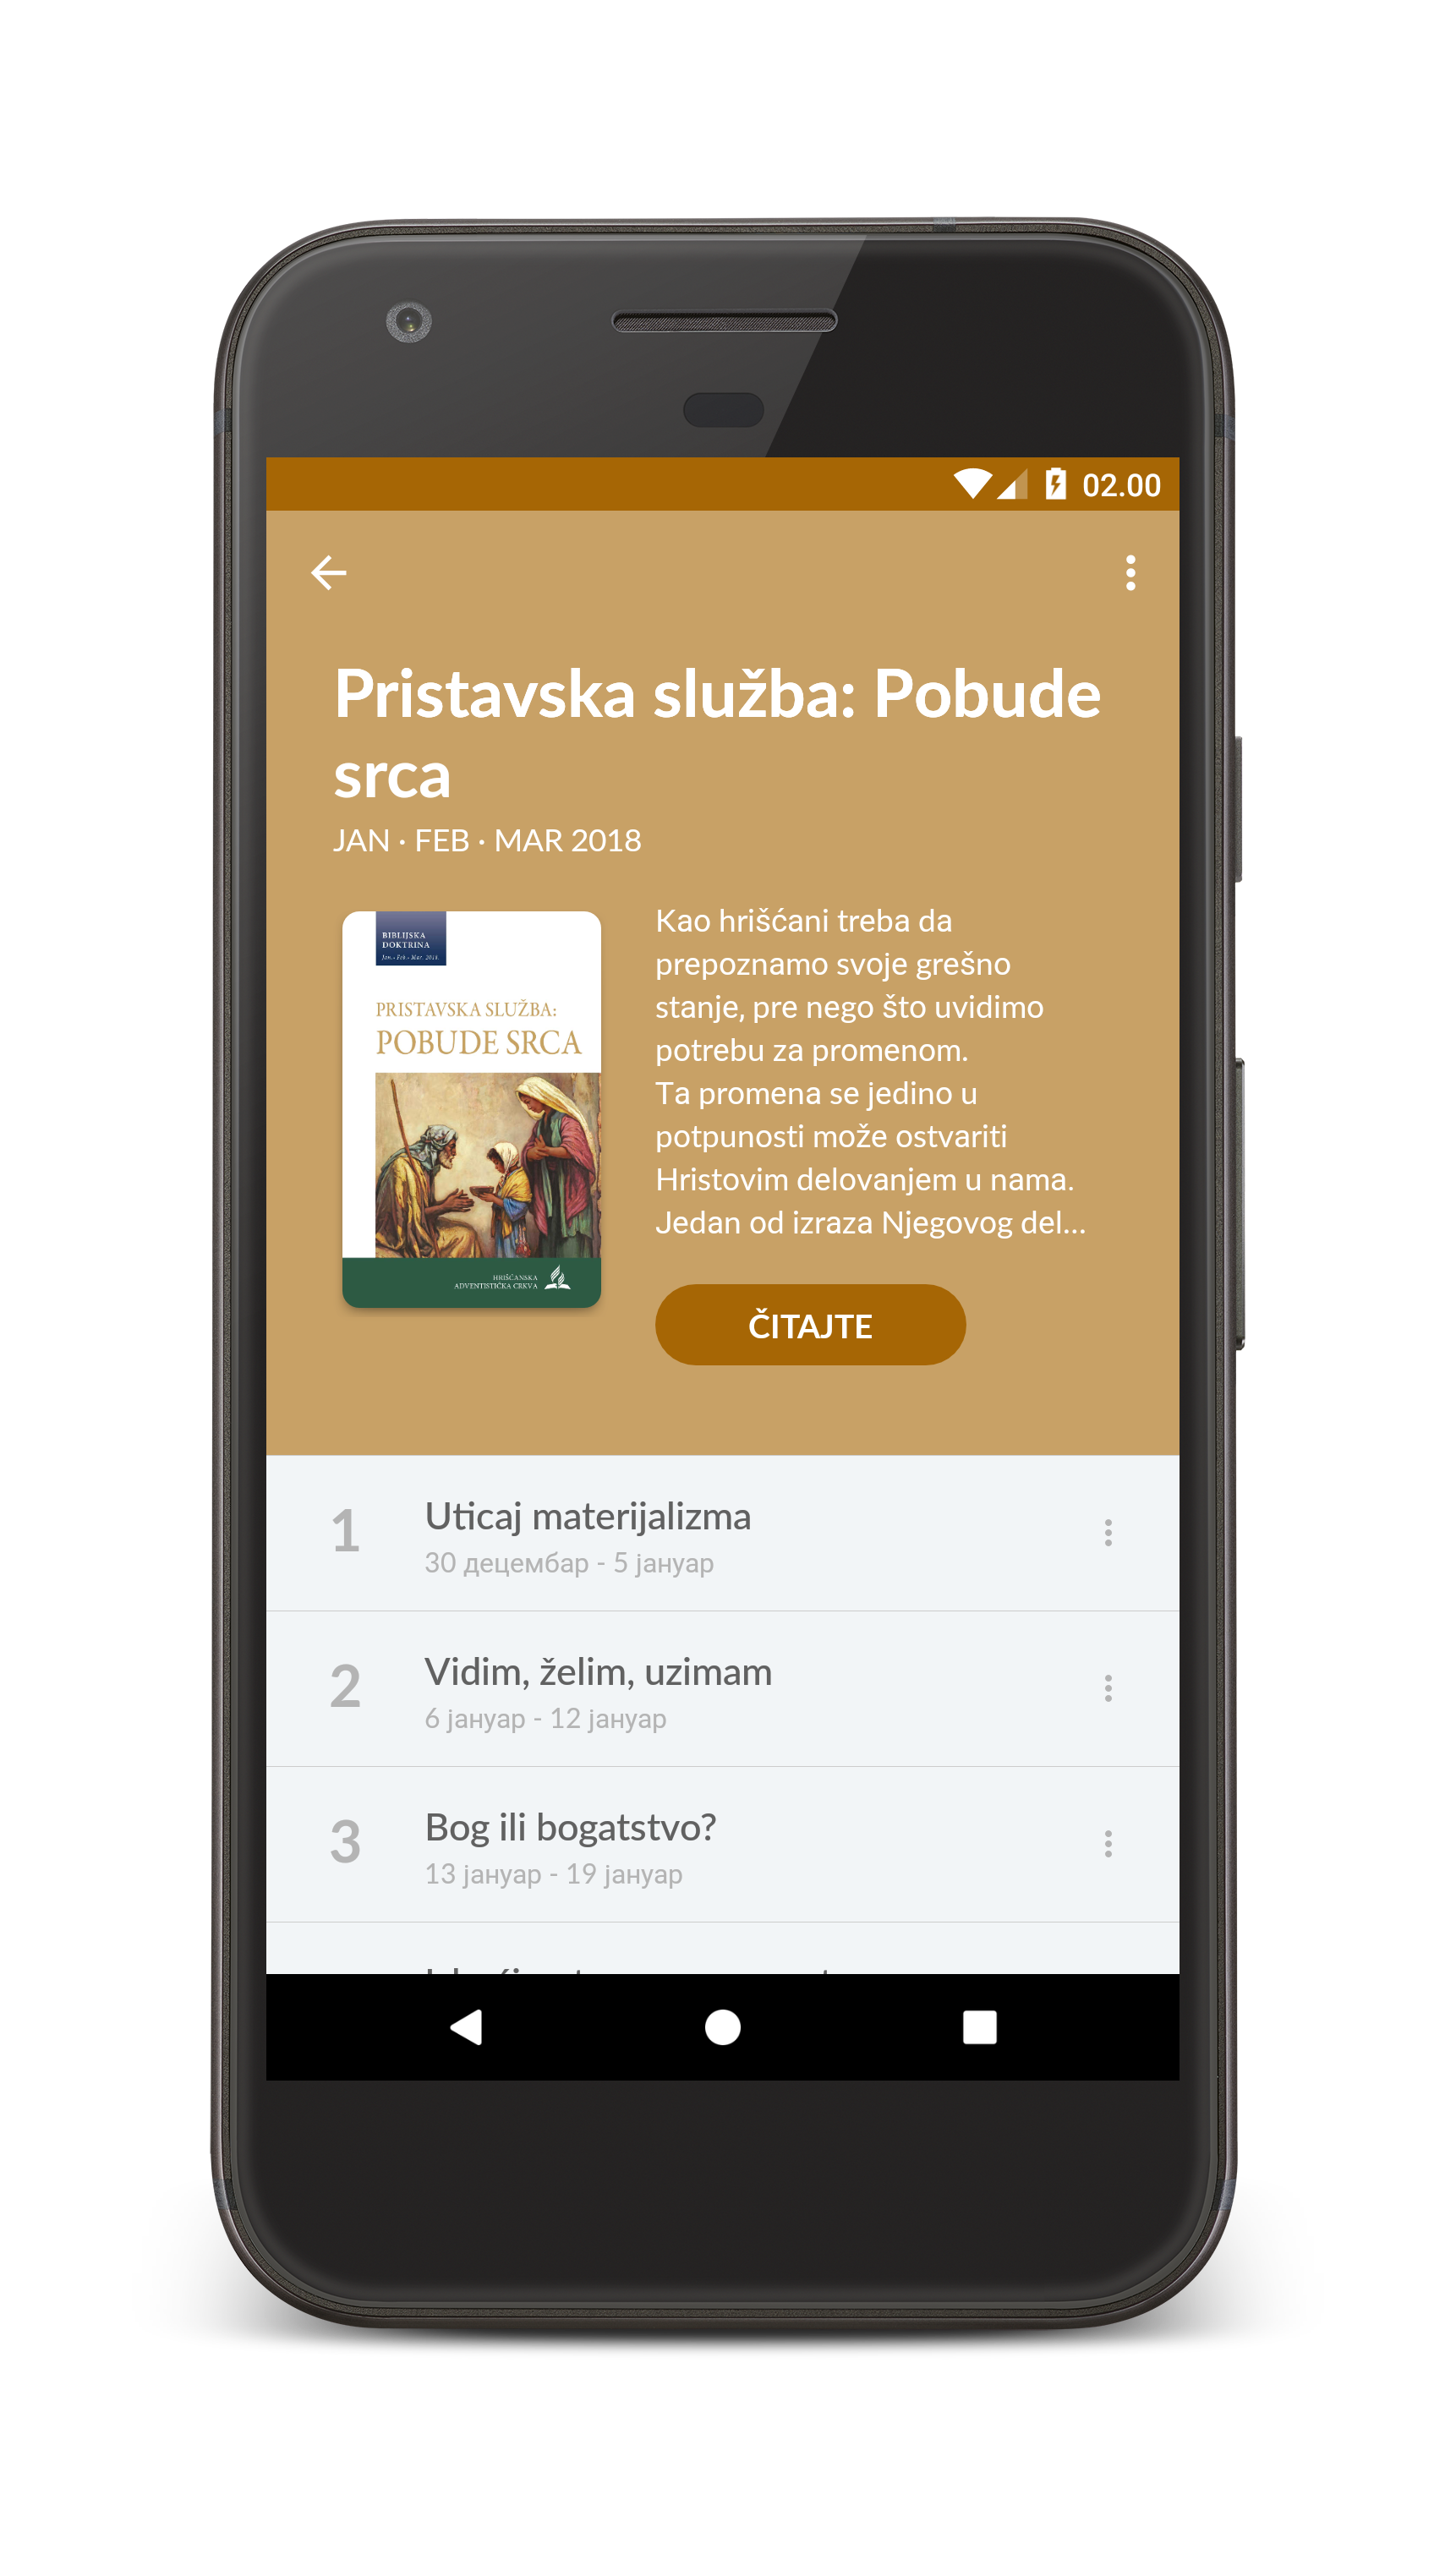 02.00
Pristavska služba: Pobude
srca
JAN · FEB · MAR 2018
BIBLIJSKA
DOKTRINA
Jan.- Feb.- Mar. 2018.
PRISTAVSKA SLUŽBA:
POBUDE SRCA
HRIŠĆANSKA
ADVENTISTIČKA CRKVA
Kao hrišćani treba da
prepoznamo svoje grešno
stanje, pre nego što uvidimo
potrebu za promenom.
Ta promena se jedino u
potpunosti može ostvariti
Hristovim delovanjem u nama.
Jedan od izraza Njegovog del...
ČITAJTE
1
Uticaj materijalizma
30 децембар - 5 јануар
2
Vidim, želim, uzimam
6 јануар - 12 јануар
3
Bog ili bogatstvo?
13 јануар - 19 јануар